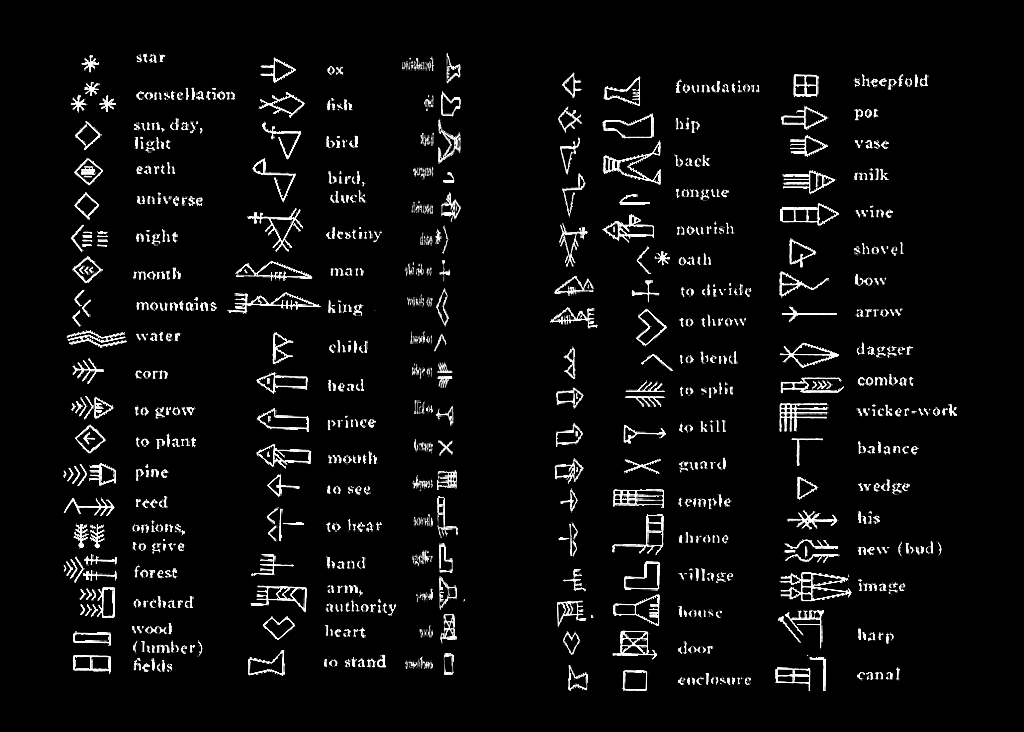 star
constellation
sun, day,
light
earth
universe
night
month
mountains
water
corn
to grow
to plant
pine
reed
onions,
to give
forest
orchard
wood
(lumber)
fields
ox
fish
bird
bird,
duck
destiny
man
king
child
head
prince
mouth
to see
to hear
hand
arm,
authority
heart
to stand
foundation
hip
back
tongue
nourish
oath
to divide
to throw
to bend
to split
to kill
guard
temple
throne
village
house
door
enclosure
sheepfold
pot
vase
milk
wine
shovel
bow
arrow
dagger
combat
wicker-work
balance
wedge
his
new (bud)
image
harp
canal